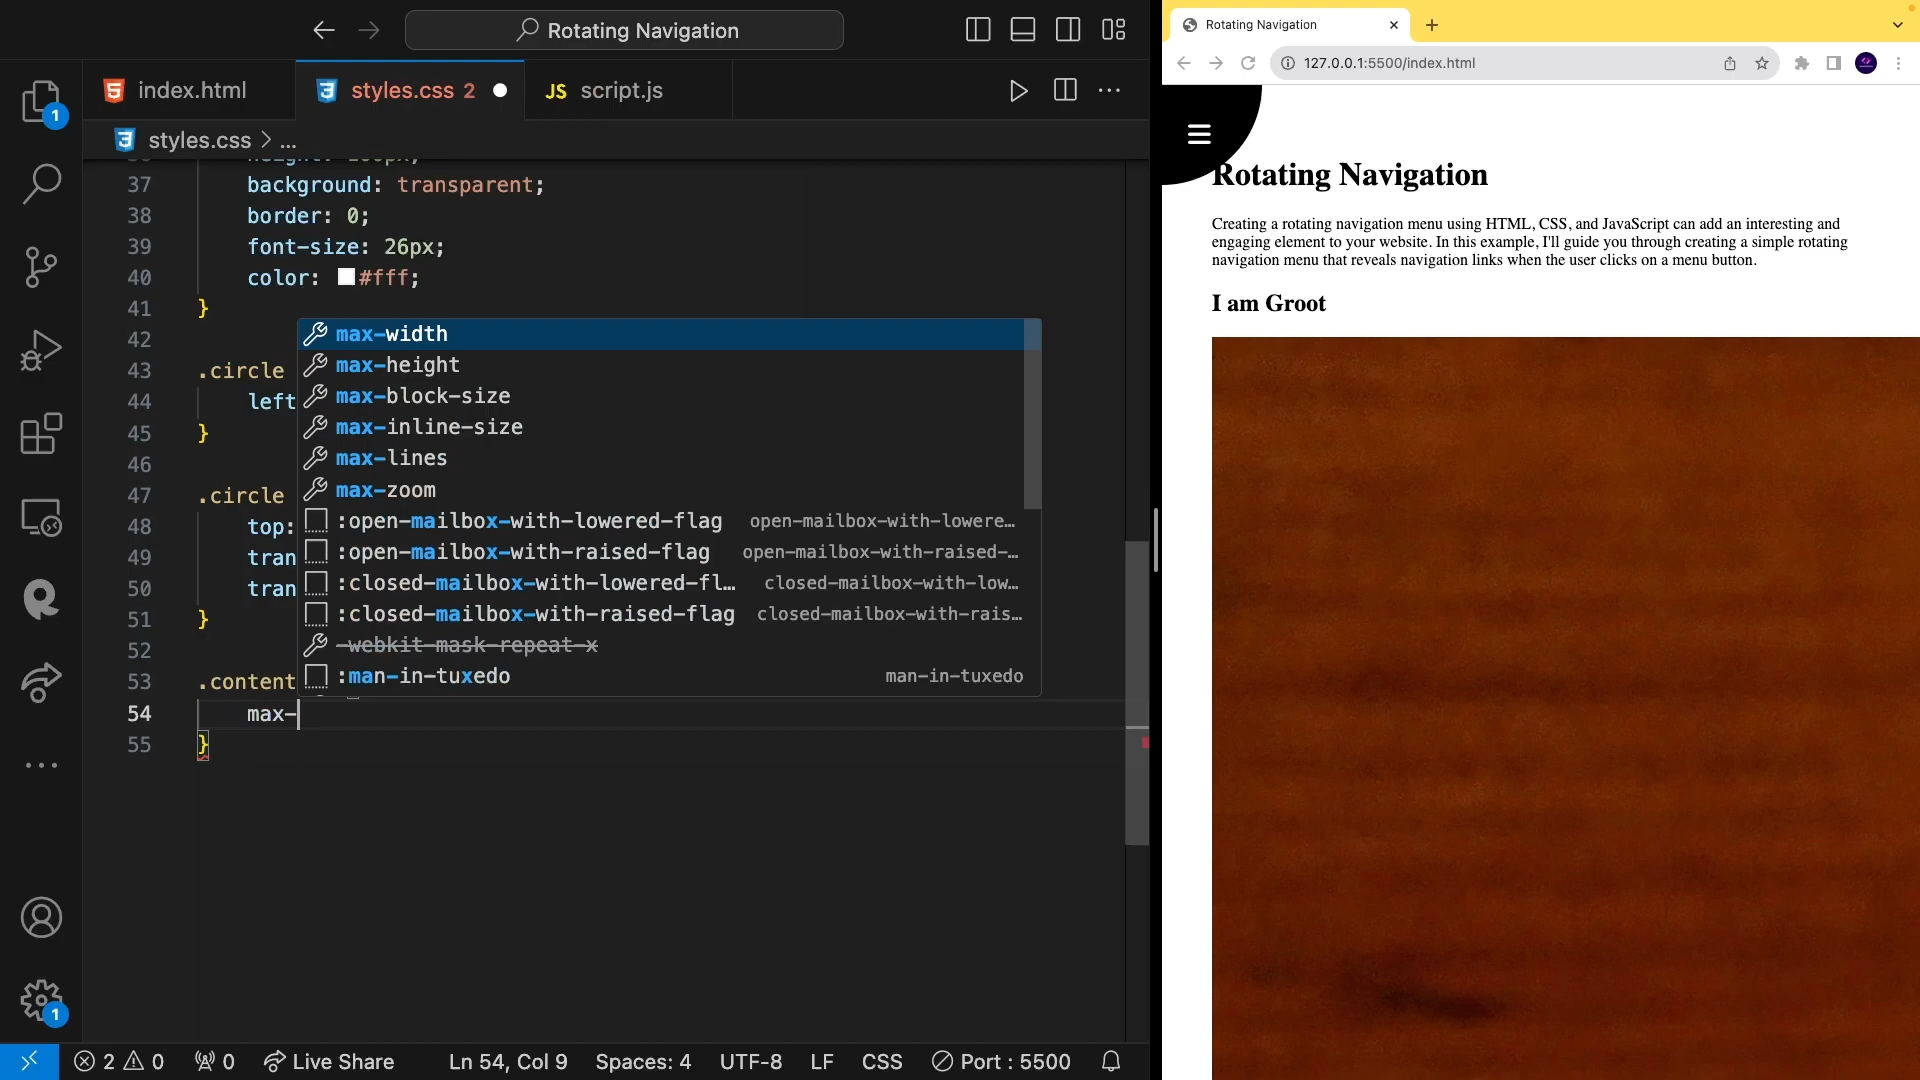 Rotating Navigation
index.html
styles.css 2
JS script.js
styles.css > ...
37 background: transparent;
38 border: 0;
39 font-size: 26px;
40 color: #fff;
41 }
42
43 .circle
44 left
45 }
46
47 .circle
48 top:
49 tran
50 tran
51 }
52
53 .content
54 max-
55 }
max-width
max-height
max-block-size
max-inline-size
max-lines
max-zoom
:open-mailbox-with-lowered-flag open-mailbox-with-lowere…
:open-mailbox-with-raised-flag open-mailbox-with-raised-…
:closed-mailbox-with-lowered-fl… closed-mailbox-with-low…
:closed-mailbox-with-raised-flag closed-mailbox-with-rais…
-webkit-mask-repeat-x
:man-in-tuxedo man-in-tuxedo
1
1
2 0 0 Live Share Ln 54, Col 9 Spaces: 4 UTF-8 LF CSS Port : 5500
Rotating Navigation
127.0.0.1:5500/index.html
Rotating Navigation
Creating a rotating navigation menu using HTML, CSS, and JavaScript can add an interesting and
engaging element to your website. In this example, I'll guide you through creating a simple rotating
navigation menu that reveals navigation links when the user clicks on a menu button.
I am Groot